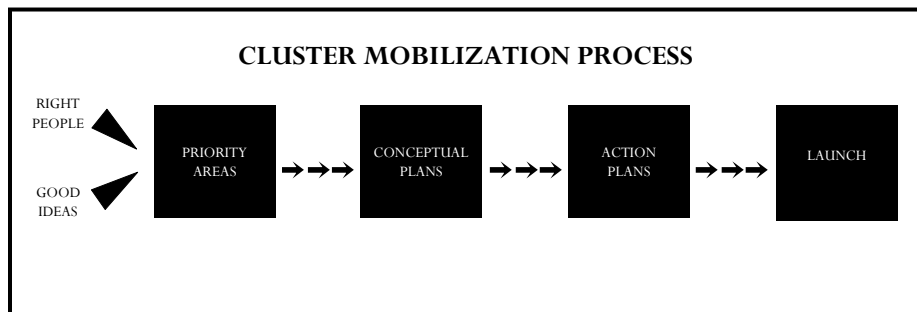 CLUSTER MOBILIZATION PROCESS
RIGHT
PEOPLE
GOOD
IDEAS
PRIORITY
AREAS
CONCEPTUAL
PLANS
ACTION
PLANS
LAUNCH